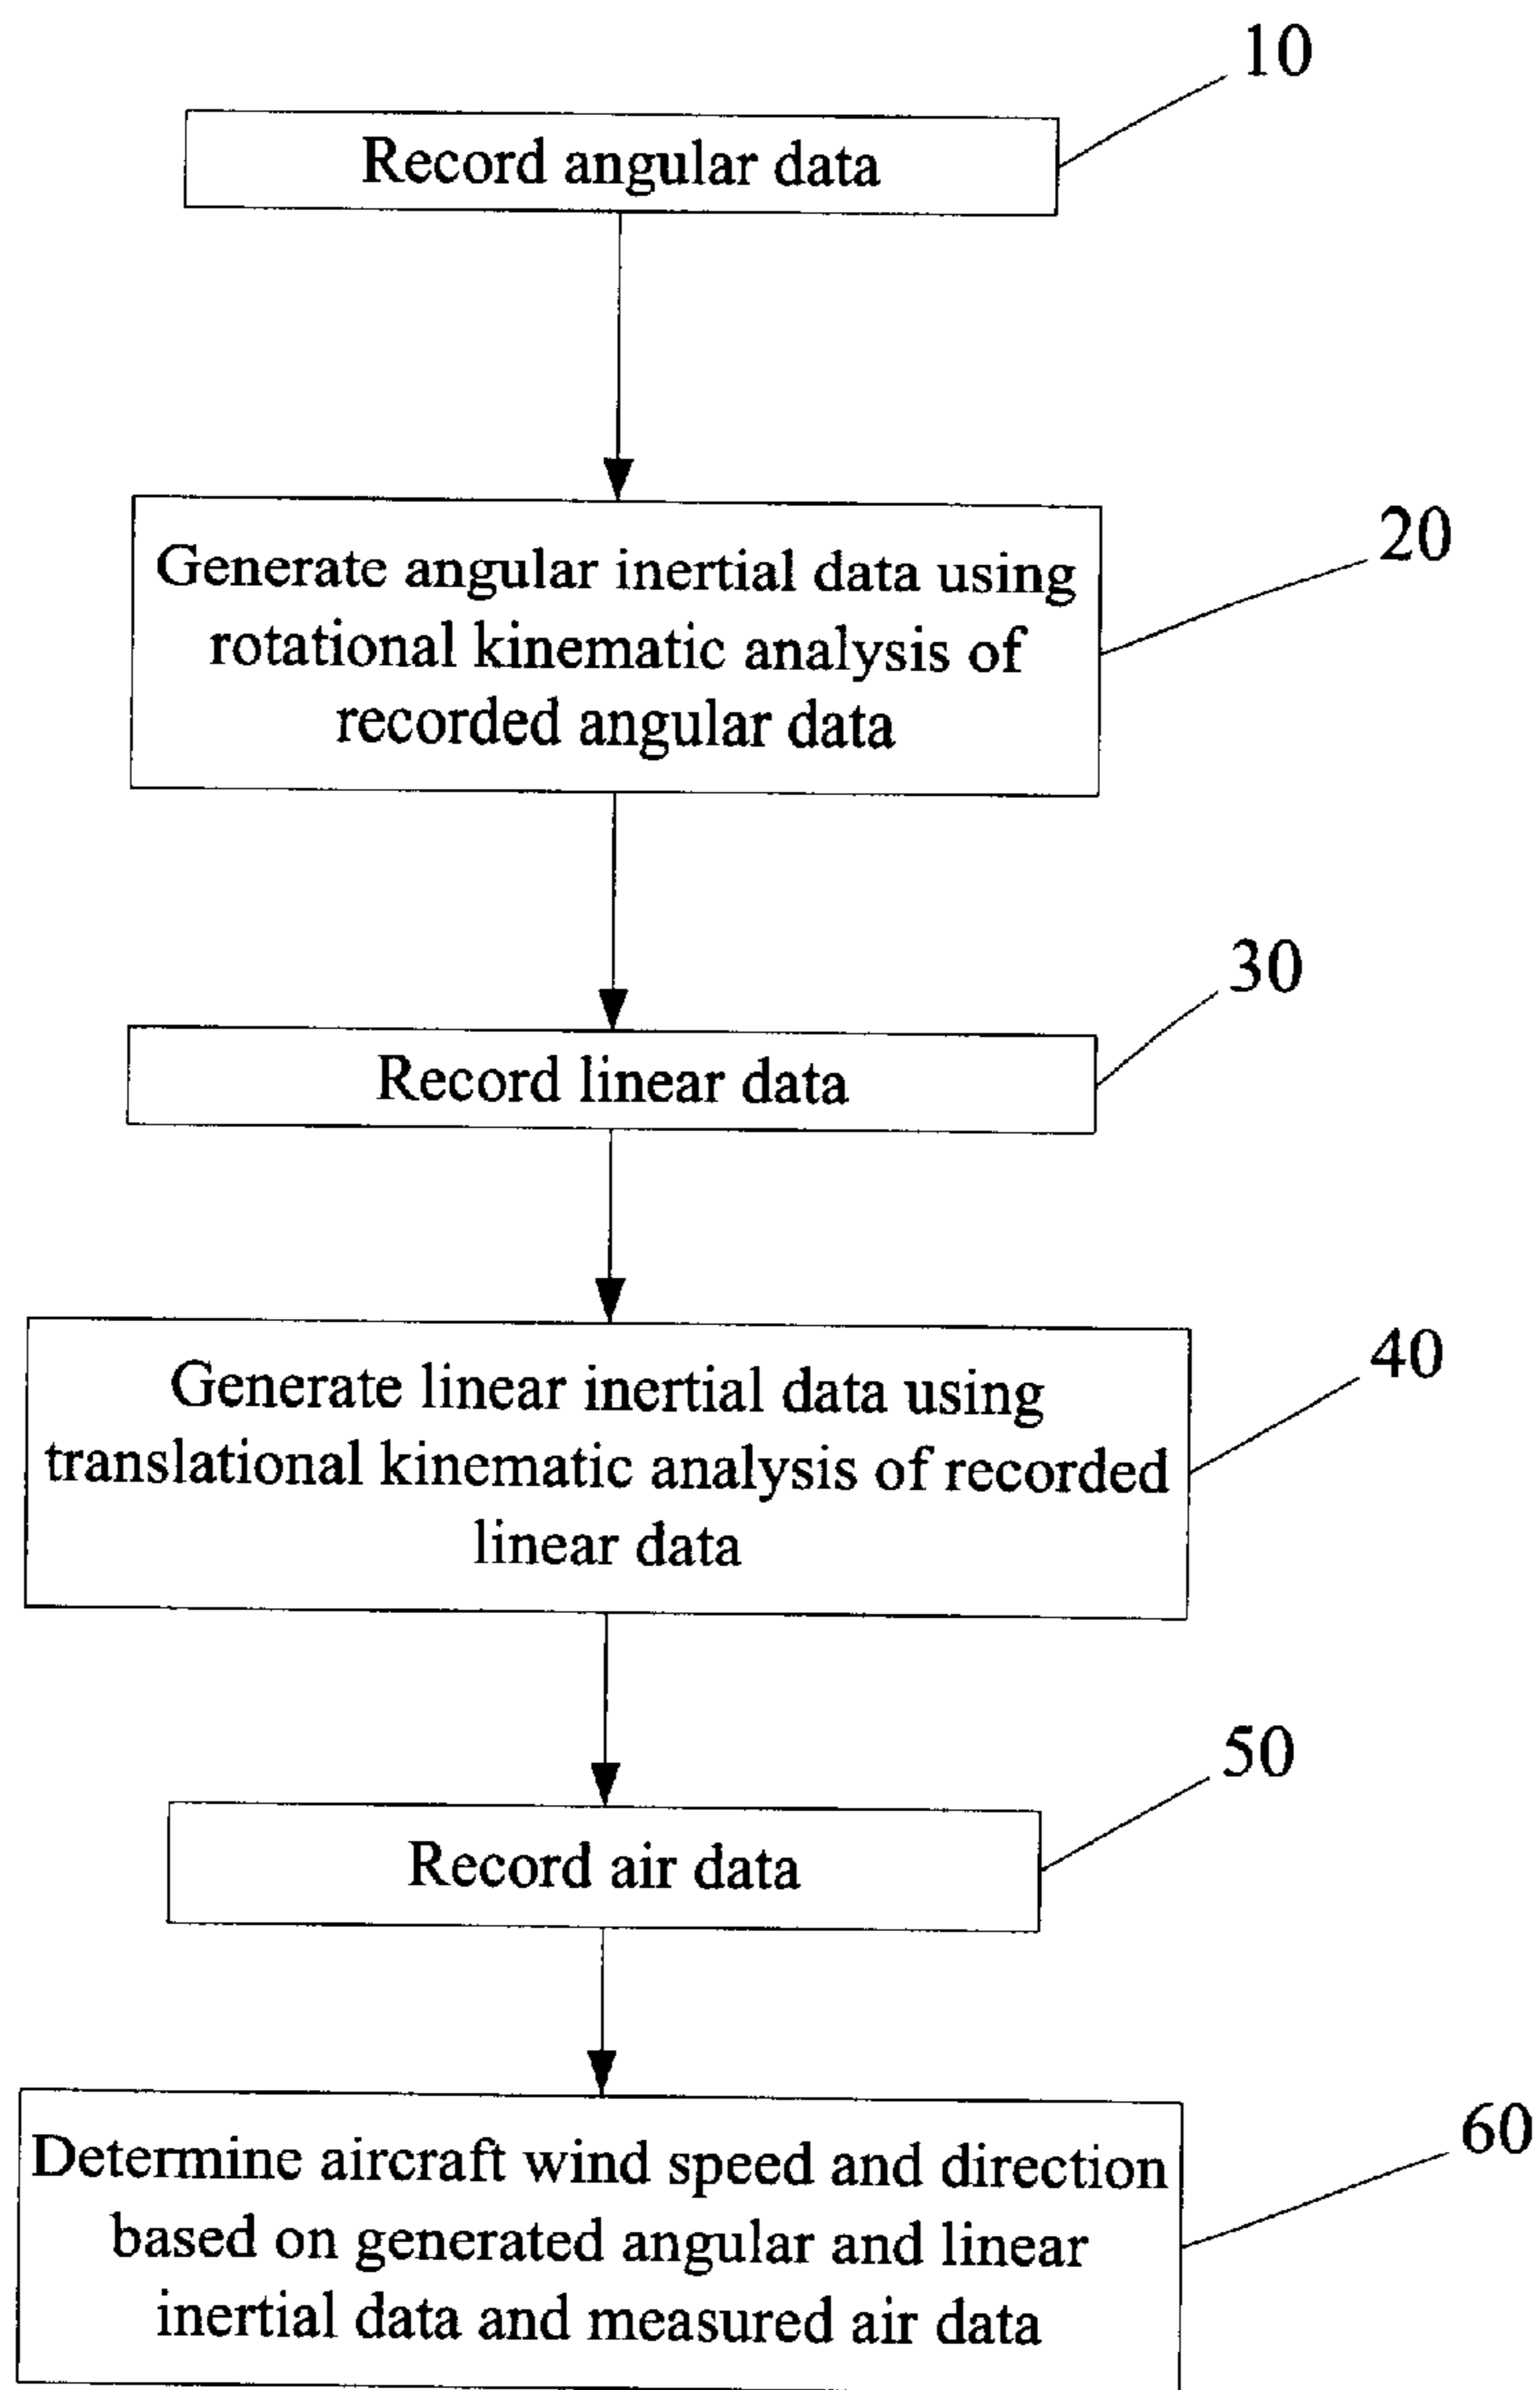 10
Record angular data
20
Generate angular inertial data using
rotational kinematic analysis of
recorded angular data
30
Record linear data
40
Generate linear inertial data using
translational kinematic analysis of recorded
linear data
50
Record air data
60
Determine aircraft wind speed and direction
based on generated angular and linear
inertial data and measured air data